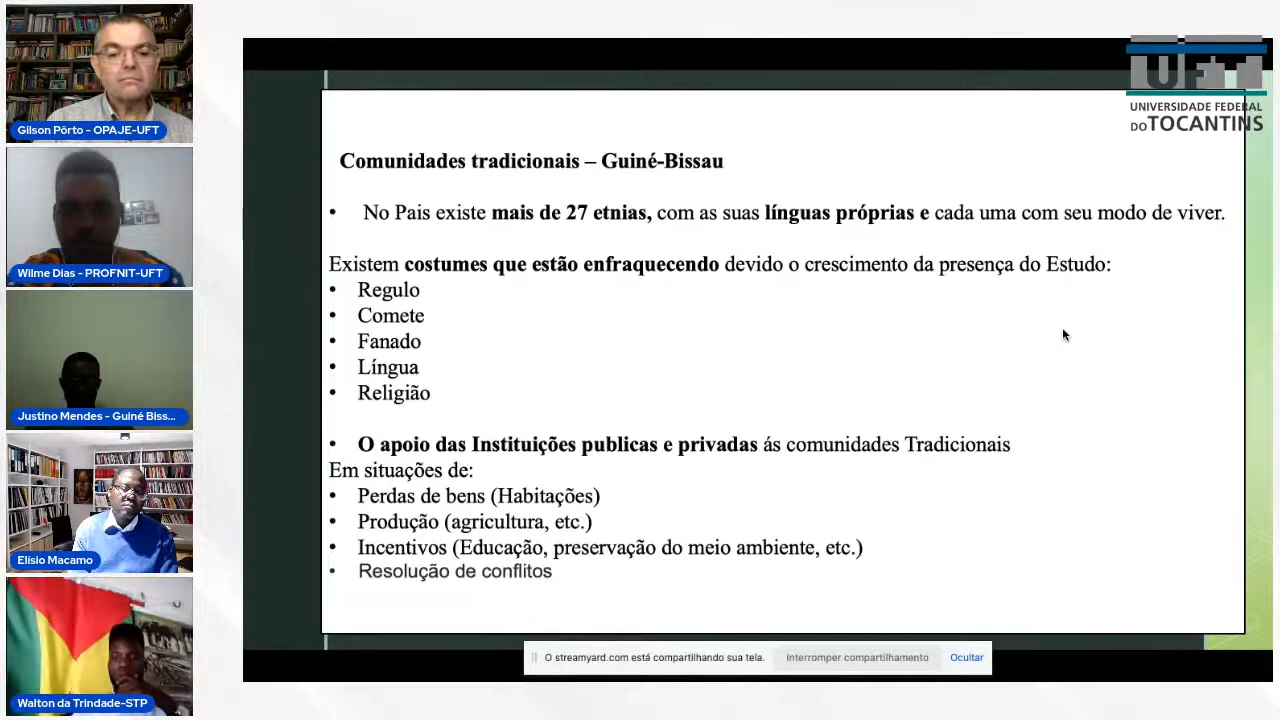 Gilson Pôrto - OPAJE-UFT
Wilme Dias - PROFNIT-UFT
Justino Mendes - Guiné Biss...
Elísio Macamo
Walton da Trindade-STP
UFT
UNIVERSIDADE FEDERAL
DO TOCANTINS
Comunidades tradicionais – Guiné-Bissau
• No Pais existe mais de 27 etnias, com as suas línguas próprias e cada uma com seu modo de viver.
Existem costumes que estão enfraquecendo devido o crescimento da presença do Estudo:
• Regulo
• Comete
• Fanado
• Língua
• Religião
• O apoio das Instituições publicas e privadas ás comunidades Tradicionais
Em situações de:
• Perdas de bens (Habitações)
• Produção (agricultura, etc.)
• Incentivos (Educação, preservação do meio ambiente, etc.)
• Resolução de conflitos
O streamyard.com está compartilhando sua tela. Interromper compartilhamento Ocultar